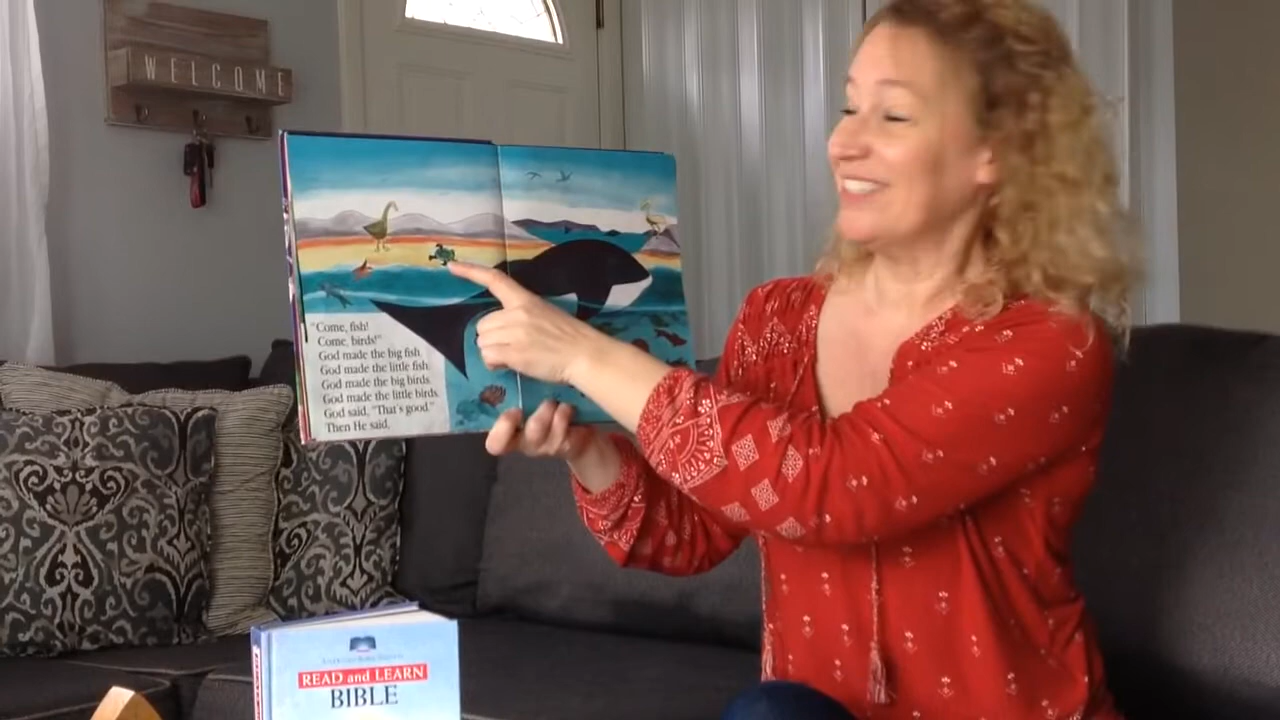 WELCOME
"Come, fish!
Come, birds!"
God made the big fish.
God made the little fish.
God made the big birds.
God made the little birds.
God said, "That's good."
Then He said,
READ and LEARN
BIBLE